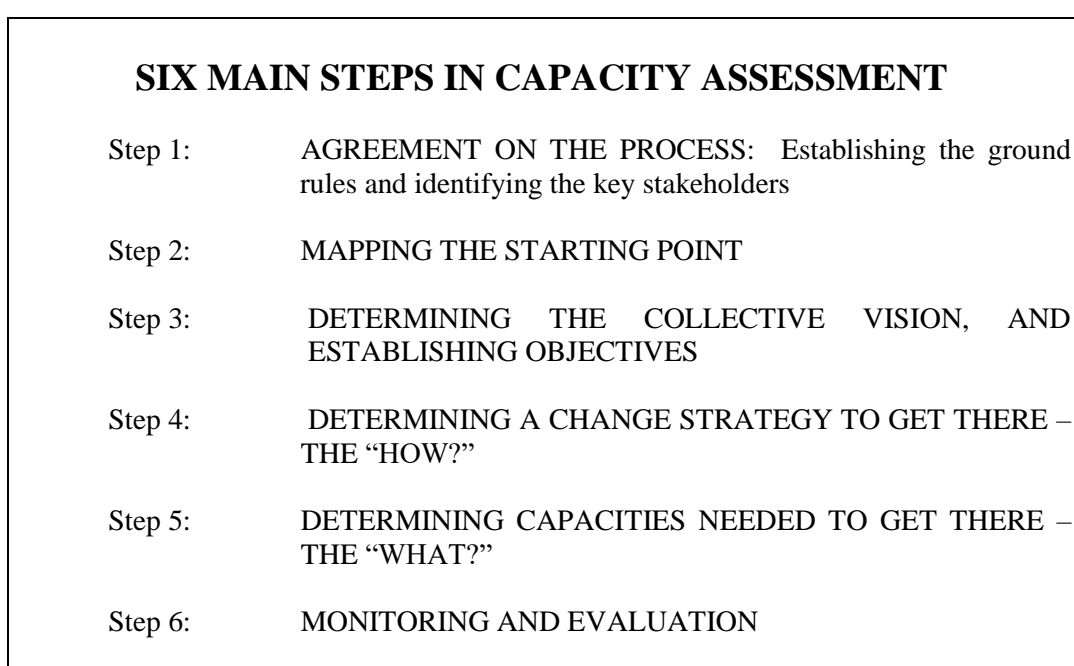 SIX MAIN STEPS IN CAPACITY ASSESSMENT
Step 1: AGREEMENT ON THE PROCESS: Establishing the ground
rules and identifying the key stakeholders
Step 2: MAPPING THE STARTING POINT
Step 3: DETERMINING THE COLLECTIVE VISION, AND
ESTABLISHING OBJECTIVES
Step 4: DETERMINING A CHANGE STRATEGY TO GET THERE –
THE “HOW?”
Step 5: DETERMINING CAPACITIES NEEDED TO GET THERE –
THE “WHAT?”
Step 6: MONITORING AND EVALUATION